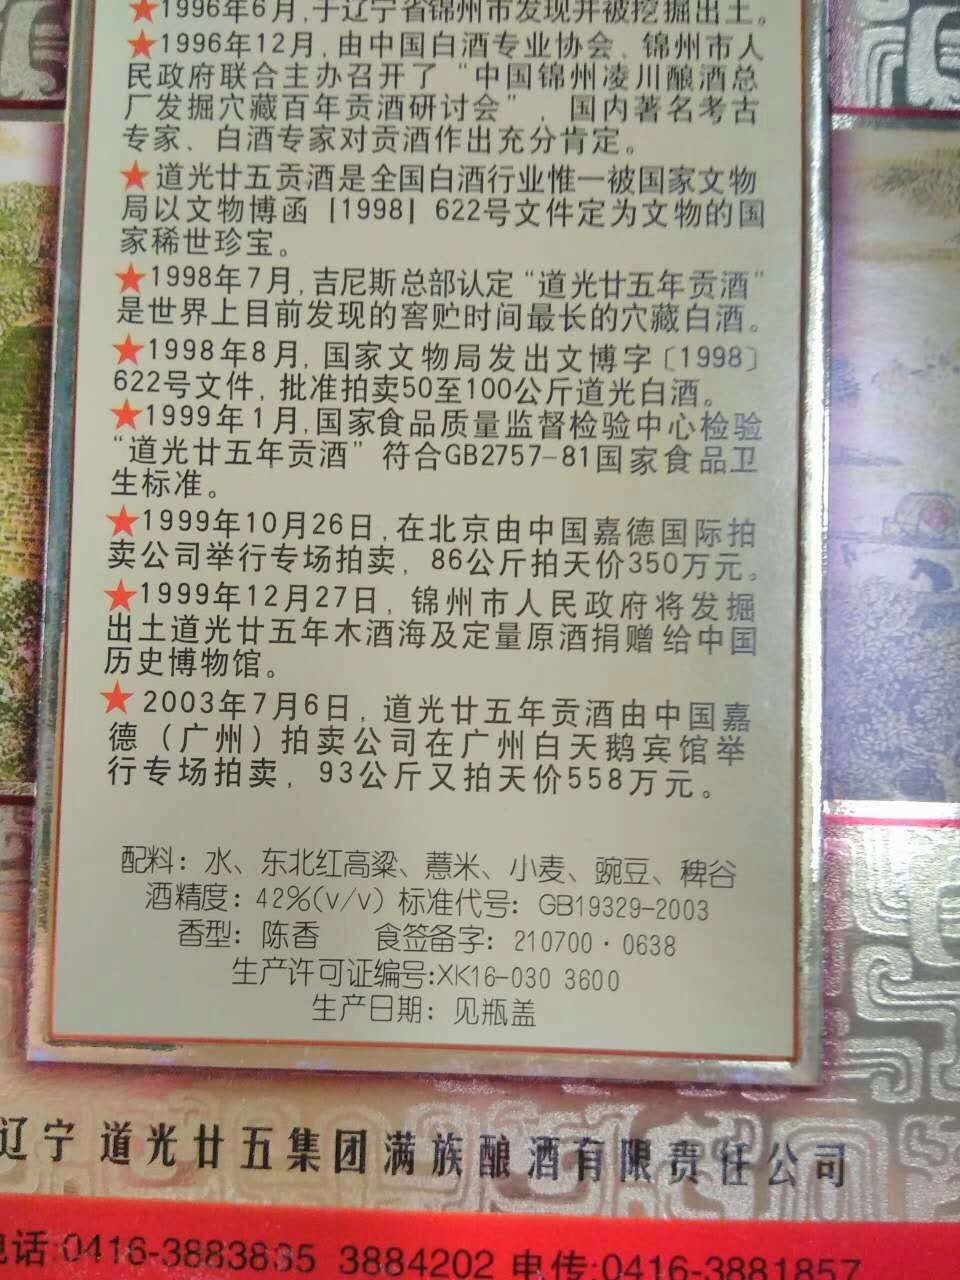 ★1996年6月,于辽宁省锦州市发现并被挖掘出土。
★1996年12月,由中国白酒专业协会、锦州市人
民政府联合主办召开了“中国锦州凌川酿酒总
厂发掘穴藏百年贡酒研讨会”,国内著名考古
专家、白酒专家对贡酒作出充分肯定。
★道光廿五贡酒是全国白酒行业惟一被国家文物
局以文物博函［1998］622号文件定为文物的国
家稀世珍宝。
★1998年7月,吉尼斯总部认定“道光廿五年贡酒”
是世界上目前发现的窖贮时间最长的穴藏白酒。
★1998年8月,国家文物局发出文博字〔1998〕
622号文件,批准拍卖50至100公斤道光白酒。
★1999年1月,国家食品质量监督检验中心检验
“道光廿五年贡酒”符合GB2757-81国家食品卫
生标准。
★1999年10月26日,在北京由中国嘉德国际拍
卖公司举行专场拍卖,86公斤拍天价350万元。
★1999年12月27日,锦州市人民政府将发掘
出土道光廿五年木酒海及定量原酒捐赠给中国
历史博物馆。
★2003年7月6日,道光廿五年贡酒由中国嘉
德(广州)拍卖公司在广州白天鹅宾馆举
行专场拍卖,93公斤又拍天价558万元。
配料:水、东北红高粱、薏米、小麦、豌豆、稗谷
酒精度:42%(v/v) 标准代号:GB19329-2003
香型:陈香 食签备字:210700·0638
生产许可证编号:XK16-030 3600
生产日期:见瓶盖
辽宁道光廿五集团满族酿酒有限责任公司
电话:0416-3883835 3884202 电传:0416-3881857